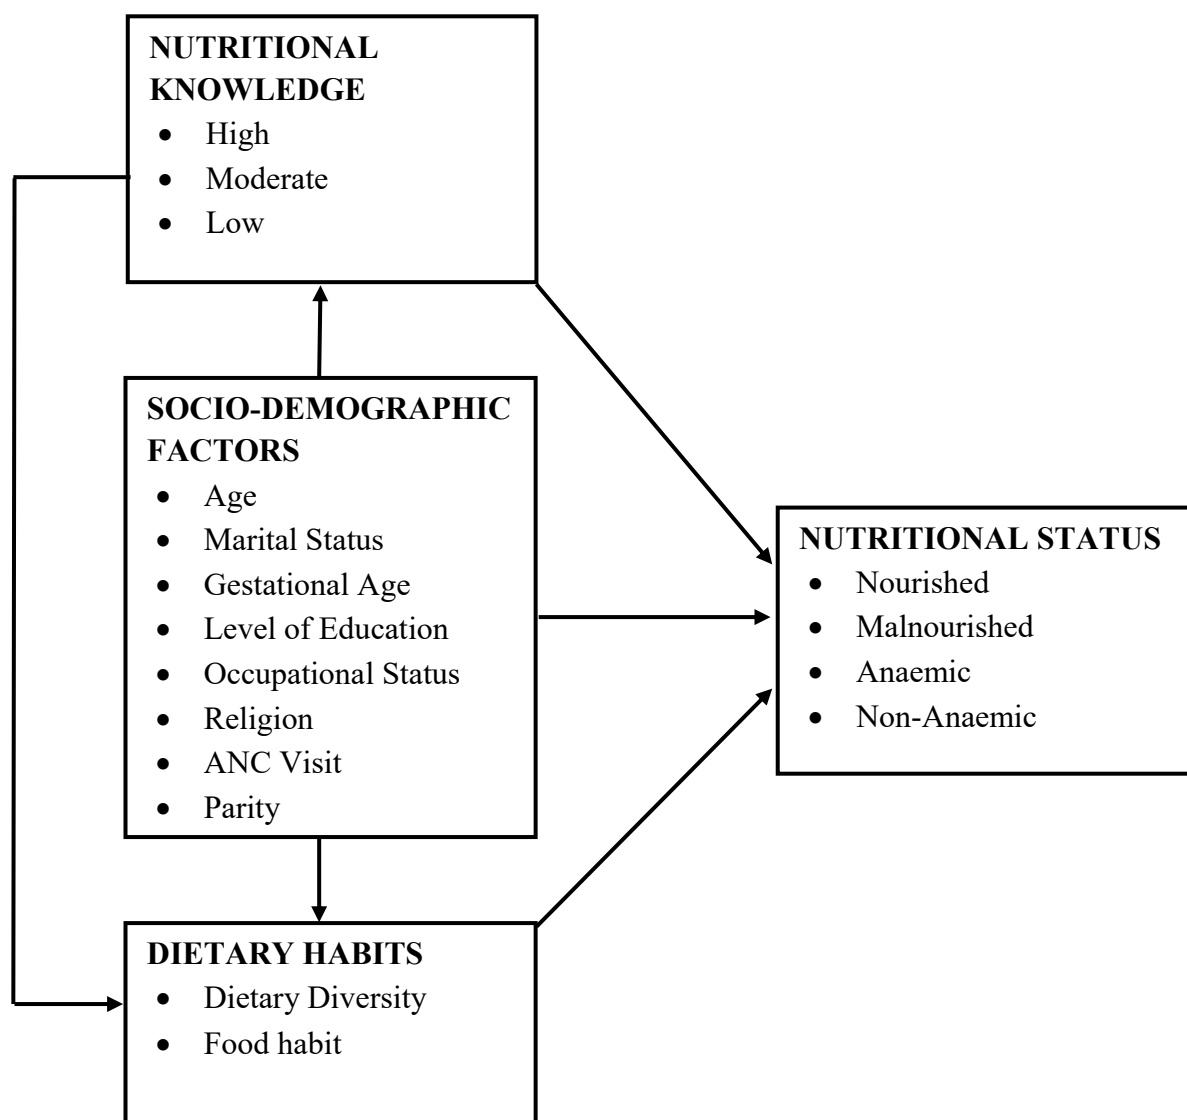 NUTRITIONAL
KNOWLEDGE
• High
• Moderate
• Low
SOCIO-DEMOGRAPHIC
FACTORS
• Age
• Marital Status
• Gestational Age
• Level of Education
• Occupational Status
• Religion
• ANC Visit
• Parity
NUTRITIONAL STATUS
• Nourished
• Malnourished
• Anaemic
• Non-Anaemic
DIETARY HABITS
• Dietary Diversity
• Food habit